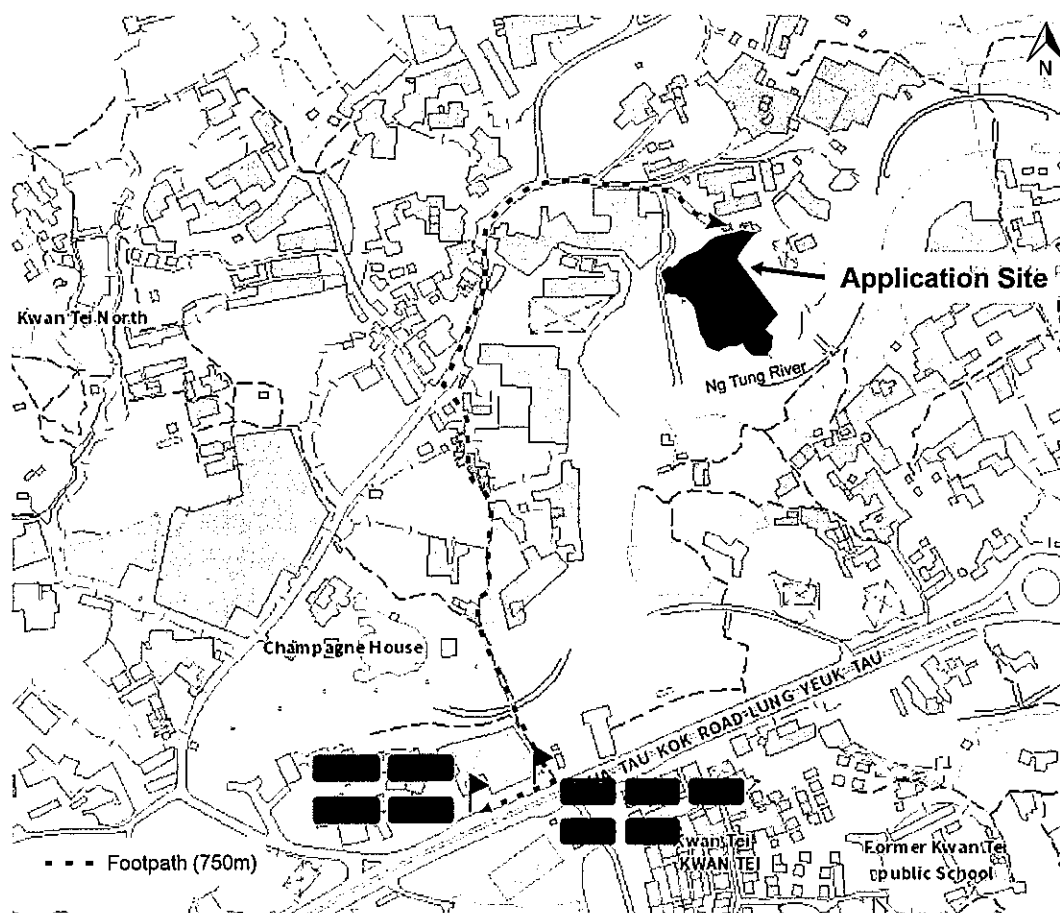 N
Application Site
Kwan Tei North
Ng Tung River
Champagne House
TAU KOK ROAD-LUNG YEUK TAU
Kwan Tei
KWAN TEI
Former Kwan Tei
public School
Footpath (750m)